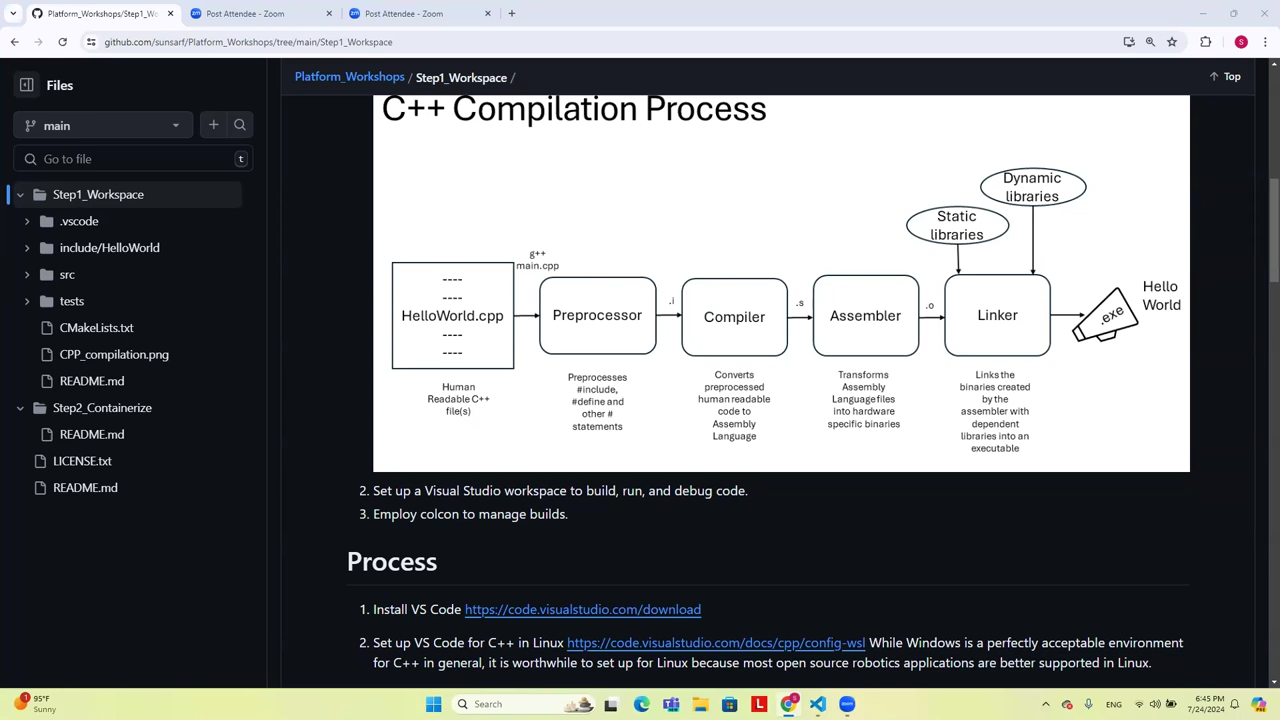 Platform_Workshops/Step1_Wo
Post Attendee - Zoom
Post Attendee - Zoom
github.com/sunsarf/Platform_Workshops/tree/main/Step1_Workspace
S
Files
Platform_Workshops / Step1_Workspace /
Top
main
Go to file
t
Step1_Workspace
.vscode
include/HelloWorld
src
tests
CMakeLists.txt
CPP_compilation.png
README.md
Step2_Containerize
README.md
LICENSE.txt
README.md
C++ Compilation Process
Dynamic
libraries
Static
libraries
g++
main.cpp
----
----
HelloWorld.cpp
----
----
Preprocessor
.i
Compiler
.s
Assembler
.o
Linker
.exe
Hello
World
Human
Readable C++
file(s)
Preprocesses
#include,
#define and
other #
statements
Converts
preprocessed
human readable
code to
Assembly
Language
Transforms
Assembly
Language files
into hardware
specific binaries
Links the
binaries created
by the
assembler with
dependent
libraries into an
executable
2. Set up a Visual Studio workspace to build, run, and debug code.
3. Employ colcon to manage builds.
Process
1. Install VS Code https://code.visualstudio.com/download
2. Set up VS Code for C++ in Linux https://code.visualstudio.com/docs/cpp/config-wsl While Windows is a perfectly acceptable environment
for C++ in general, it is worthwhile to set up for Linux because most open source robotics applications are better supported in Linux.
1
95°F
Sunny
Search
L
zoom
ENG
6:45 PM
7/24/2024